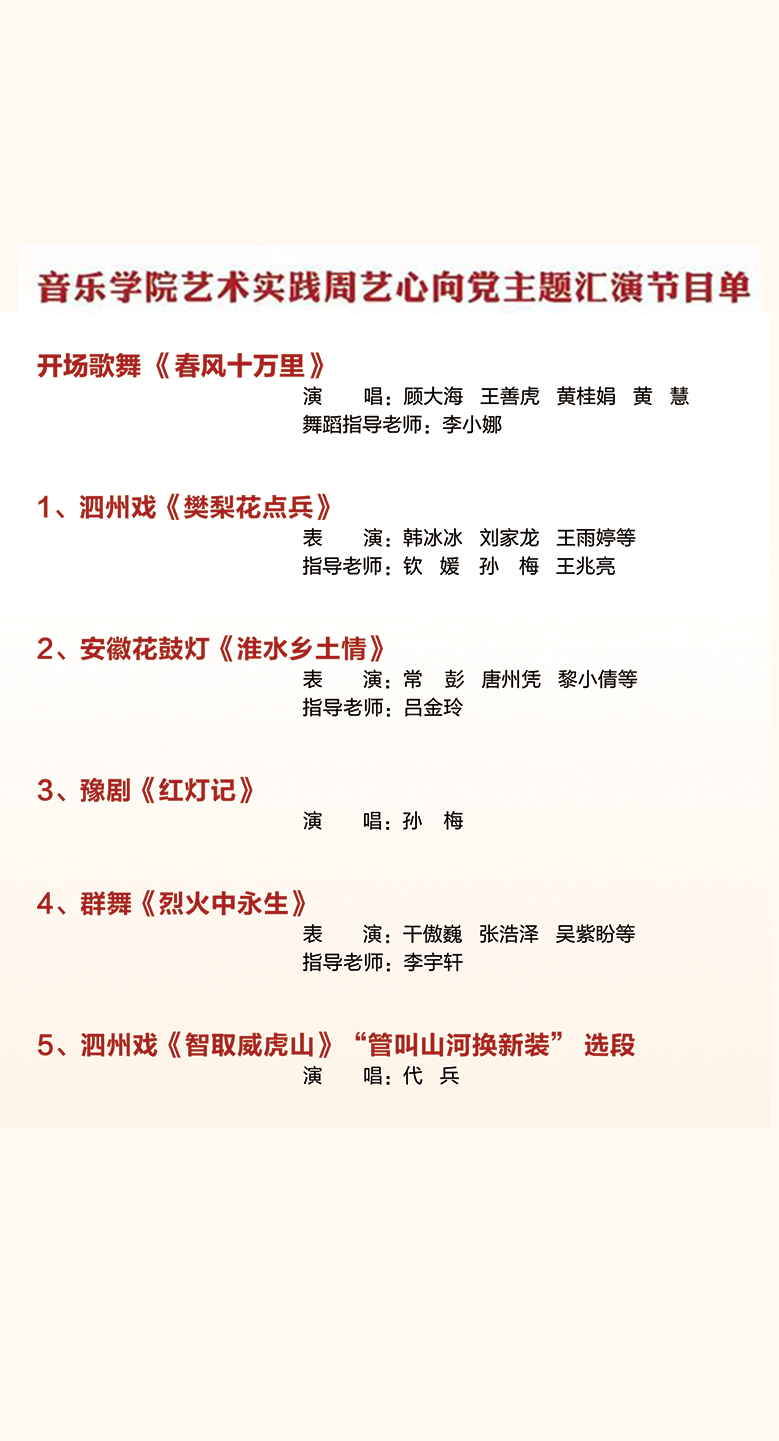 音乐学院艺术实践周艺心向党主题汇演节目单
开场歌舞《春风十万里》
演 唱：顾大海 王善虎 黄桂娟 黄 慧
舞蹈指导老师：李小娜
1、泗州戏《樊梨花点兵》
表 演：韩冰冰 刘家龙 王雨婷等
指导老师：钦 媛 孙 梅 王兆亮
2、安徽花鼓灯《淮水乡土情》
表 演：常 彭 唐州凭 黎小倩等
指导老师：吕金玲
3、豫剧《红灯记》
演 唱：孙 梅
4、群舞《烈火中永生》
表 演：干傲巍 张浩泽 吴紫盼等
指导老师：李宇轩
5、泗州戏《智取威虎山》“管叫山河换新装” 选段
演 唱：代 兵